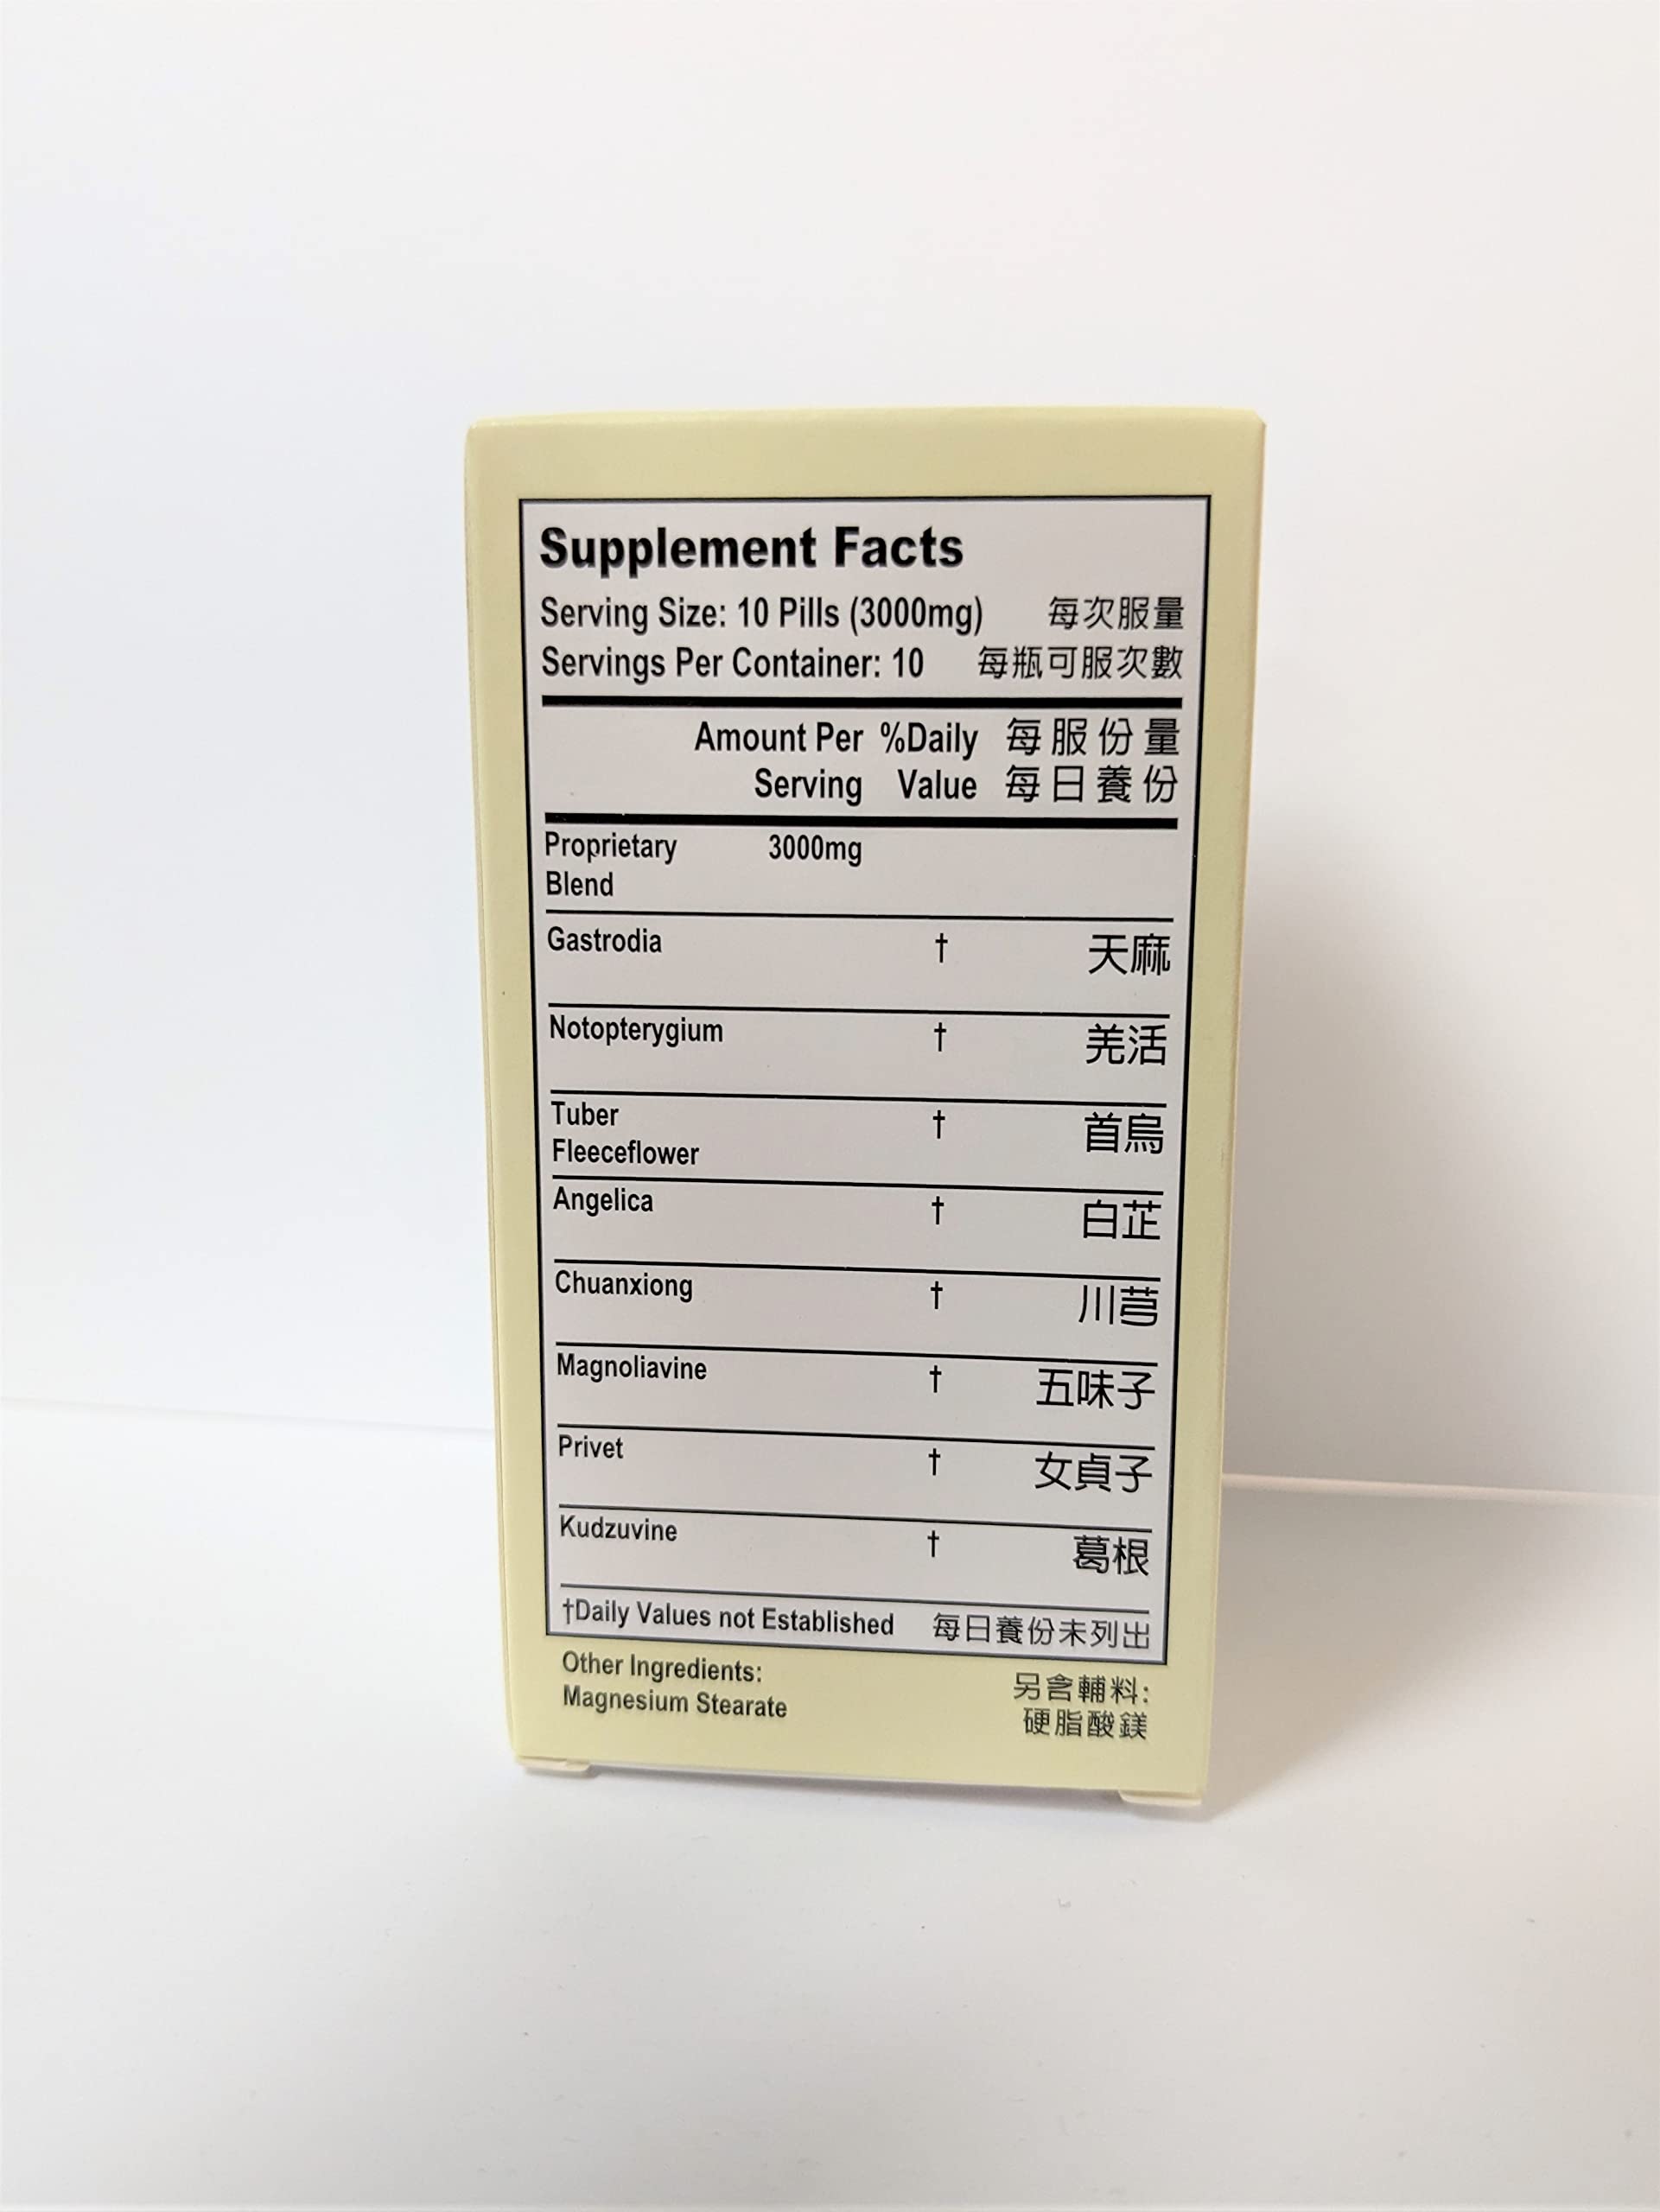 Supplement Facts
Serving Size: 10 Pills (3000mg) 每次服量
Servings Per Container: 10 每瓶可服次數
Amount Per %Daily 每服份量
Serving Value 每日養份
Proprietary 3000mg
Blend
Gastrodia † 天麻
Notopterygium † 羌活
Tuber † 首烏
Fleeceflower
Angelica † 白芷
Chuanxiong † 川芎
Magnoliavine † 五味子
Privet † 女貞子
Kudzuvine † 葛根
†Daily Values not Established 每日養份未列出
Other Ingredients: 另含輔料:
Magnesium Stearate 硬脂酸鎂